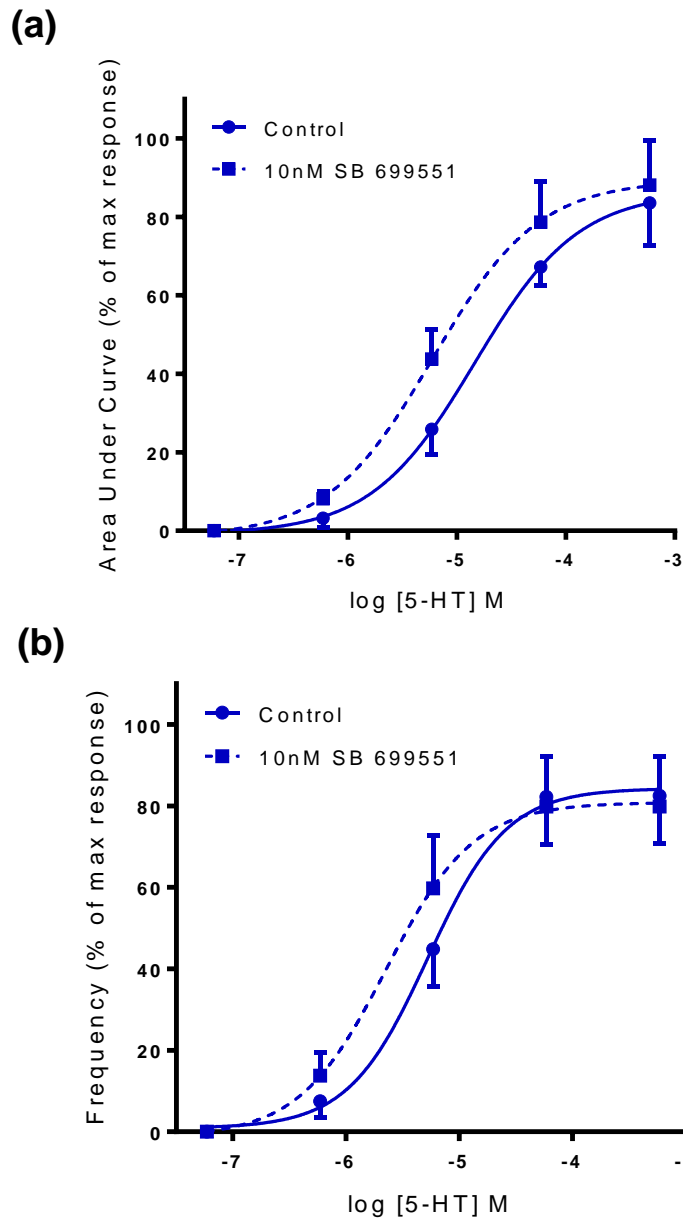 (a)
Area Under Curve (% of max response)
100
80
60
40
20
0
Control
10nM SB 699551
-7 -6 -5 -4 -3
log [5-HT] M
(b)
Frequency (% of max response)
100
80
60
40
20
0
Control
10nM SB 699551
-7 -6 -5 -4 -
log [5-HT] M